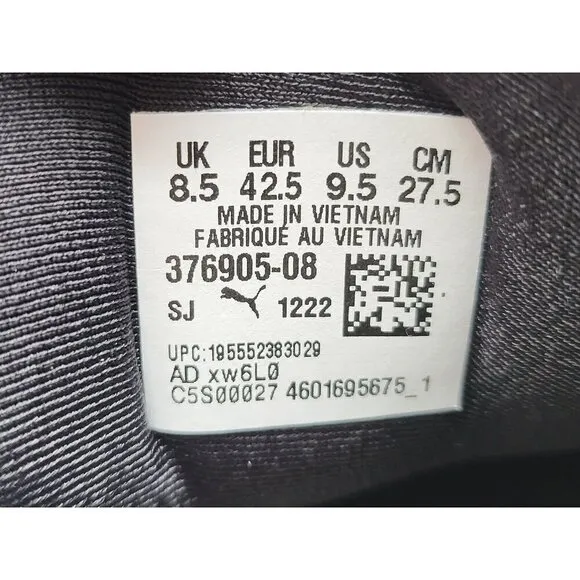 UK EUR US CM
8.5 42.5 9.5 27.5
MADE IN VIETNAM
FABRIQUÉ AU VIETNAM
376905-08
SJ 1222
UPC:195552383029
AD xw6L0
C5S00027 4601695675_1